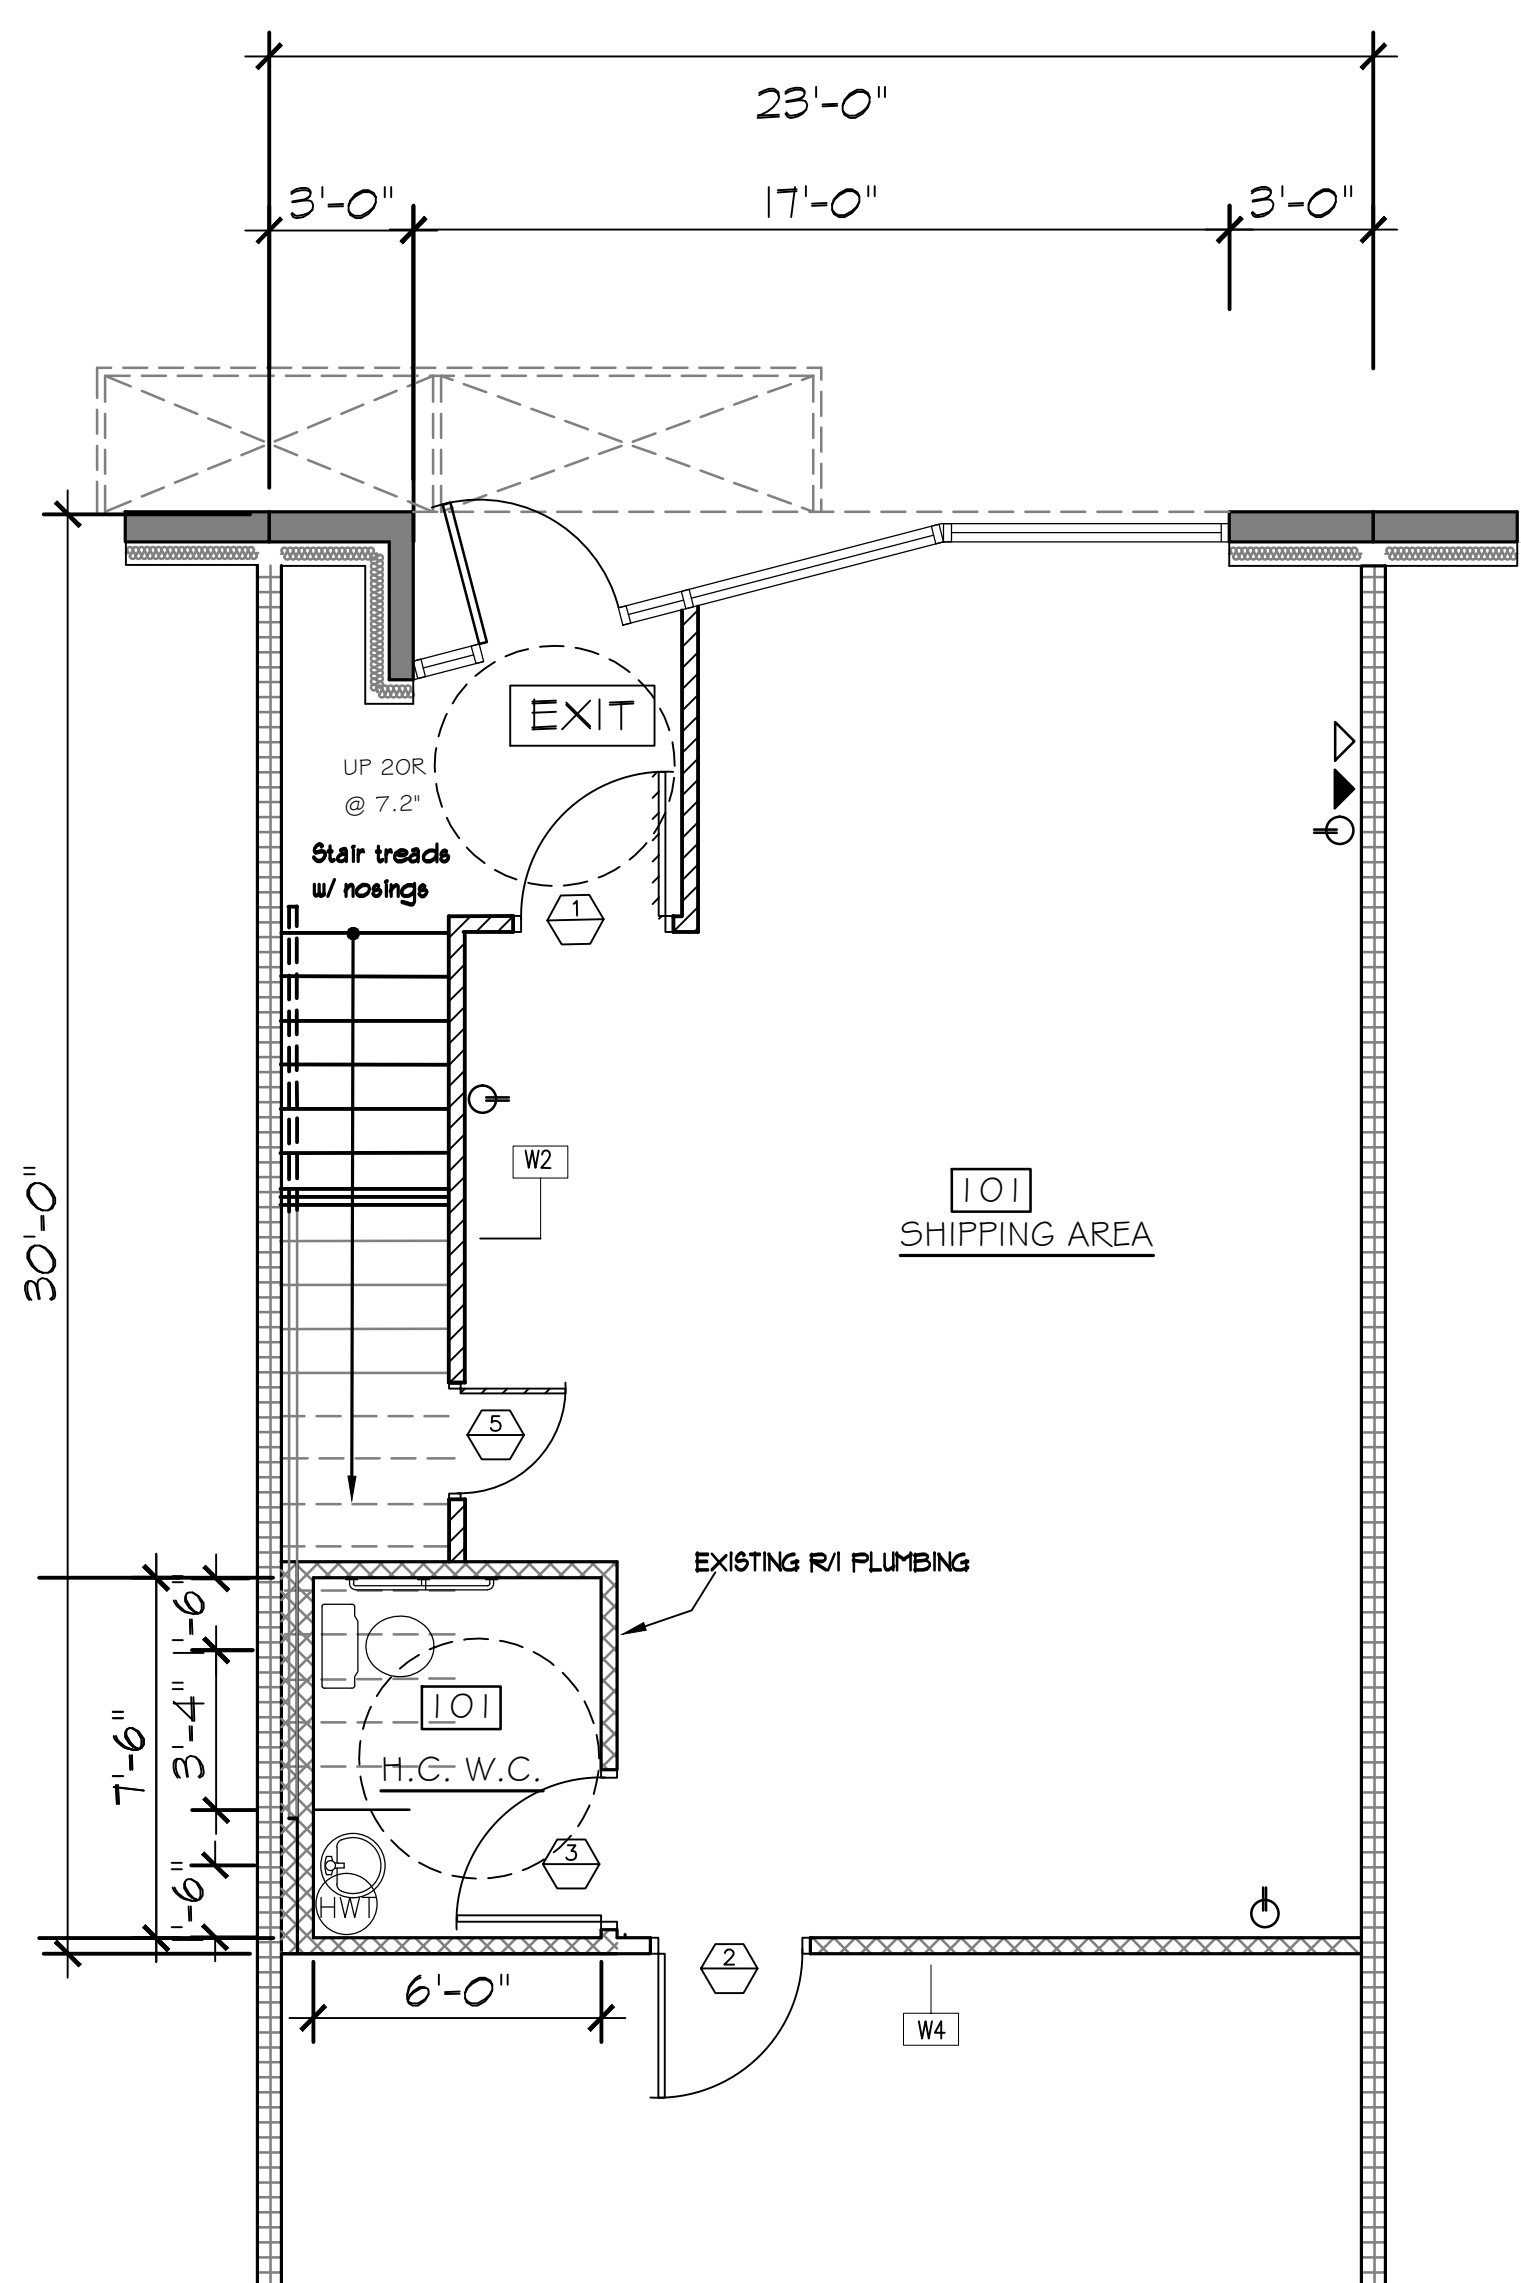 23'-0"
3'-0"
17'-0"
3'-0"
EXIT
UP 20R
@ 7.2"
Stair treads
w/ nosings
1
W2
30'-0"
101
SHIPPING AREA
5
EXISTING R/I PLUMBING
1'-6"
3'-4"
7'-6"
1'-6"
101
H.C. W.C.
3
HWT
2
6'-0"
W4